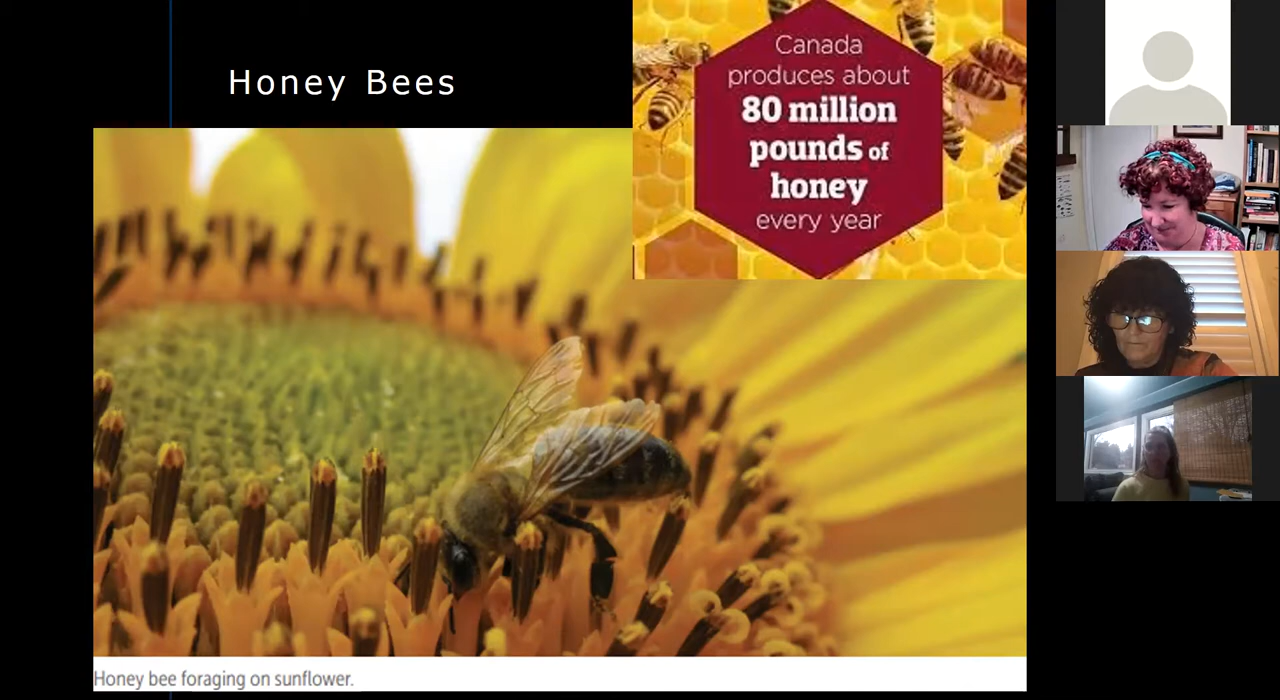 Honey Bees
Canada
produces about
80 million
pounds of
honey
every year
Honey bee foraging on sunflower.